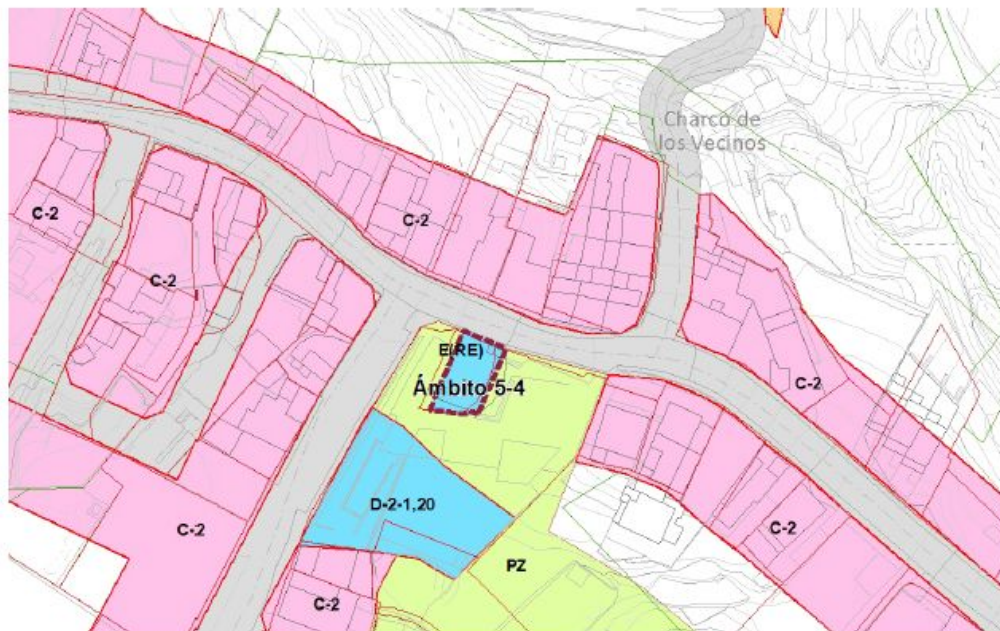 Charco de
los Vecinos
C-2
C-2
C-2
E(RE)
Ámbito 5-4
C-2
D-2-1,20
C-2
C-2
PZ
C-2